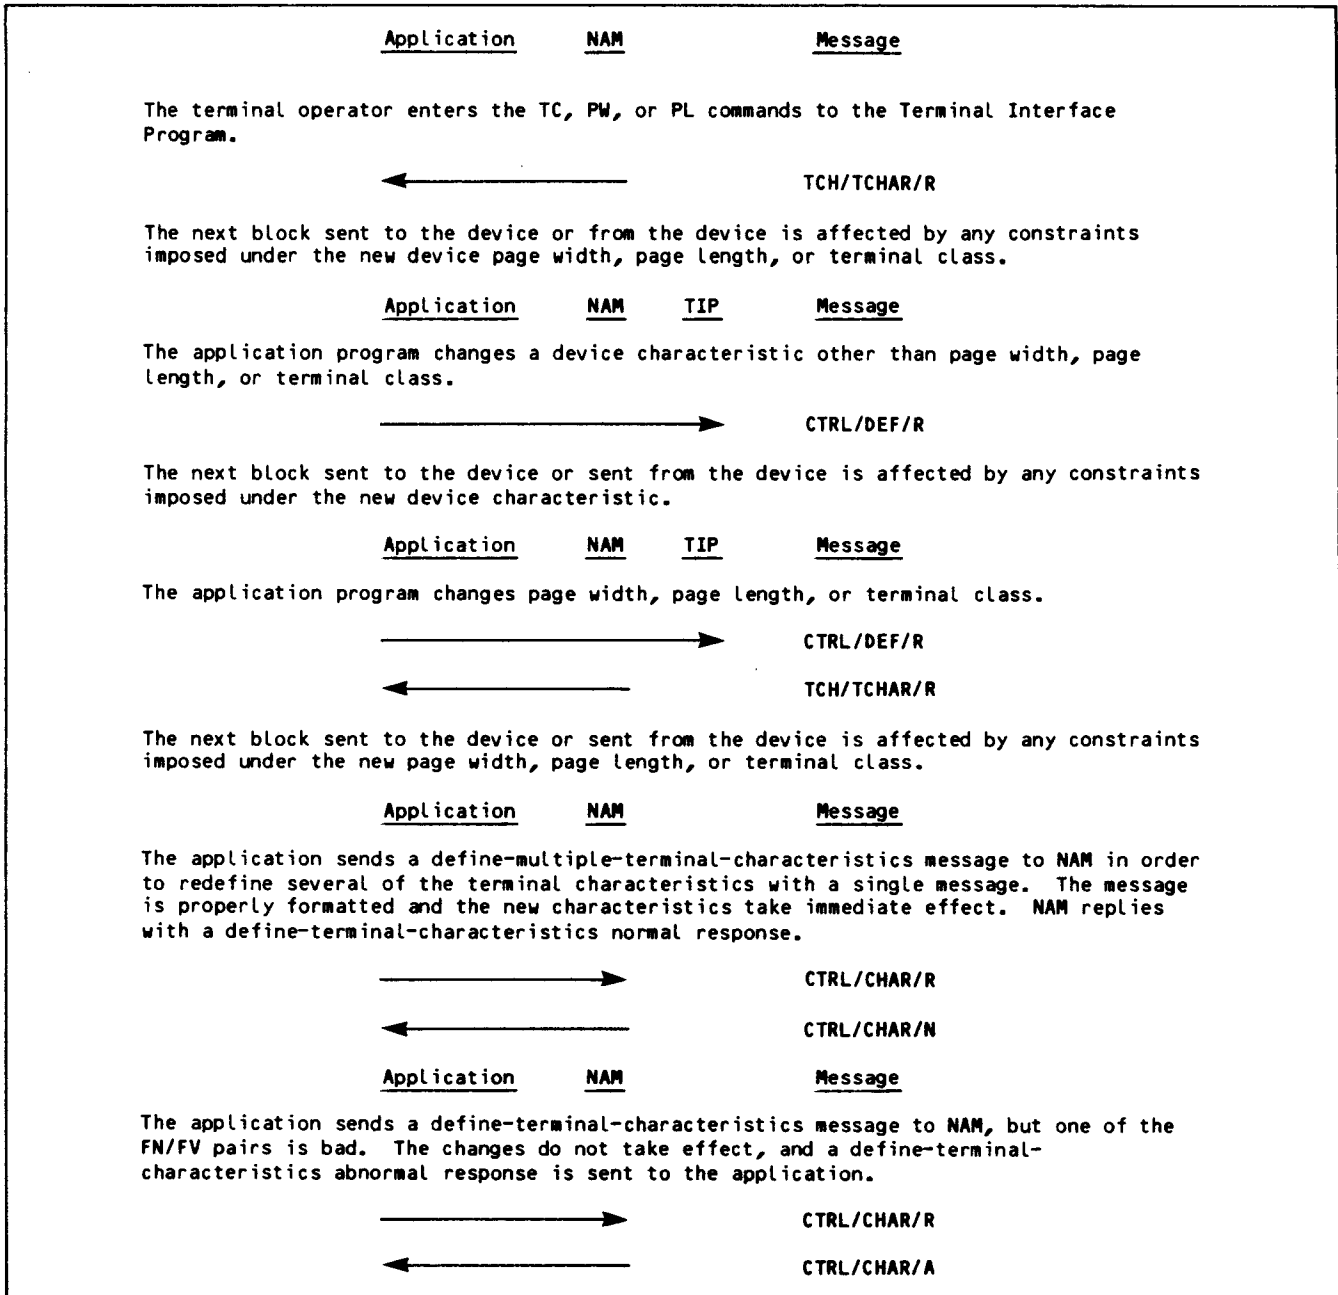 Application NAM Message
The terminal operator enters the TC, PW, or PL commands to the Terminal Interface
Program.
TCH/TCHAR/R
The next block sent to the device or from the device is affected by any constraints
imposed under the new device page width, page length, or terminal class.
Application NAM TIP Message
The application program changes a device characteristic other than page width, page
length, or terminal class.
CTRL/DEF/R
The next block sent to the device or sent from the device is affected by any constraints
imposed under the new device characteristic.
Application NAM TIP Message
The application program changes page width, page length, or terminal class.
CTRL/DEF/R
TCH/TCHAR/R
The next block sent to the device or sent from the device is affected by any constraints
imposed under the new page width, page length, or terminal class.
Application NAM Message
The application sends a define-multiple-terminal-characteristics message to NAM in order
to redefine several of the terminal characteristics with a single message. The message
is properly formatted and the new characteristics take immediate effect. NAM replies
with a define-terminal-characteristics normal response.
CTRL/CHAR/R
CTRL/CHAR/N
Application NAM Message
The application sends a define-terminal-characteristics message to NAM, but one of the
FN/FV pairs is bad. The changes do not take effect, and a define-terminal-
characteristics abnormal response is sent to the application.
CTRL/CHAR/R
CTRL/CHAR/A